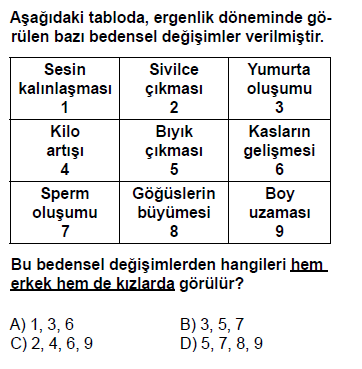 Aşağıdaki tabloda, ergenlik döneminde gö-
rülen bazı bedensel değişimler verilmiştir.
Sesin kalınlaşması 1
Sivilce çıkması 2
Yumurta oluşumu 3
Kilo artışı 4
Bıyık çıkması 5
Kasların gelişmesi 6
Sperm oluşumu 7
Göğüslerin büyümesi 8
Boy uzaması 9
Bu bedensel değişimlerden hangileri hem
erkek hem de kızlarda görülür?
A) 1, 3, 6
B) 3, 5, 7
C) 2, 4, 6, 9
D) 5, 7, 8, 9